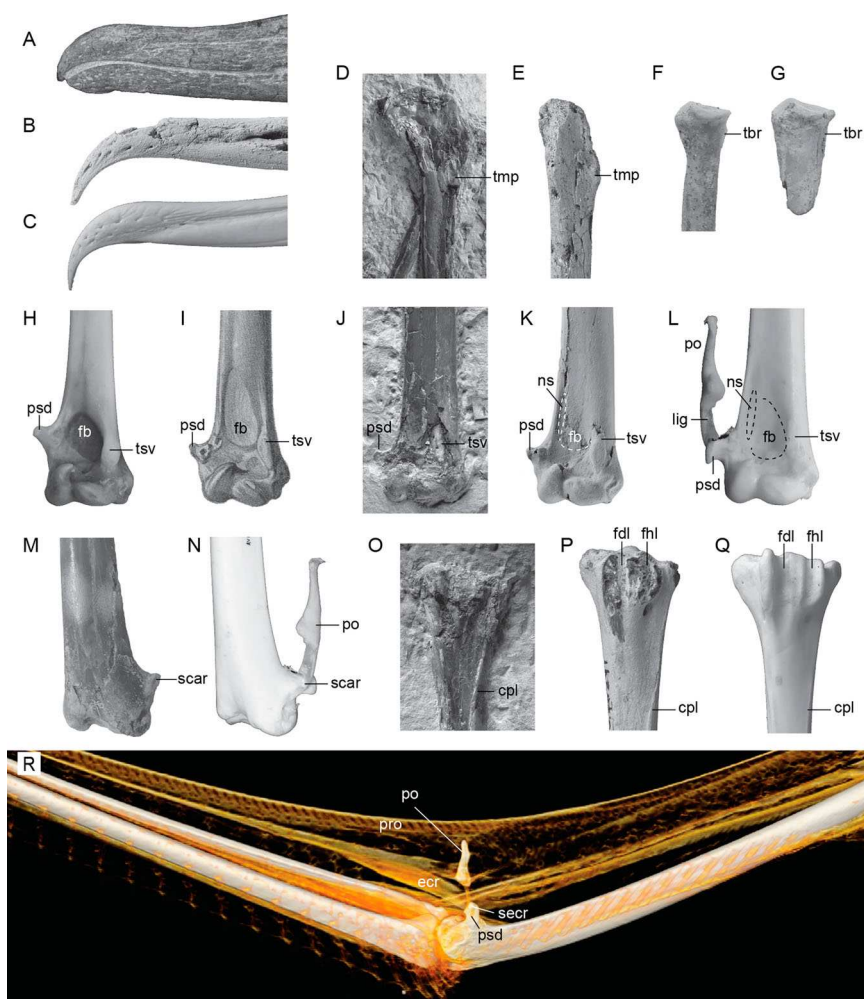 A
B
C
D
tmp
E
tmp
F
tbr
G
tbr
H
psd
fb
tsv
I
psd
fb
tsv
J
psd
tsv
K
ns
psd
fb
tsv
L
po
ns
lig
fb
psd
tsv
M
scar
N
po
scar
O
cpl
P
fdl fhl
cpl
Q
fdl fhl
cpl
R
po
pro
ecr
secr
psd